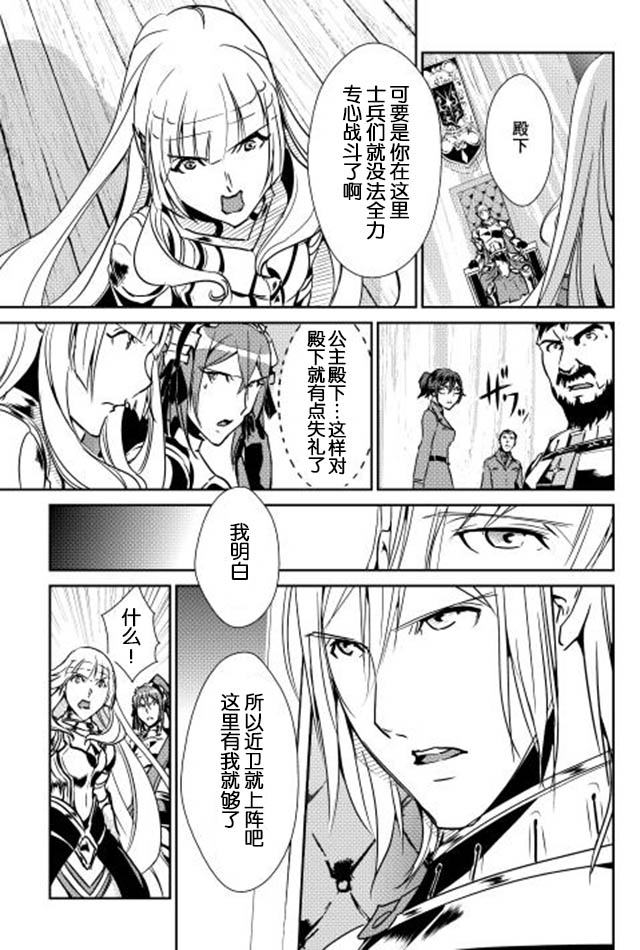 殿下
可要是你在这里
士兵们就没法全力
专心战斗了啊
ザワ
公主殿下…这样对
殿下就有点失礼了
我明白
所以近卫就上阵吧
这里有我就够了
什么！